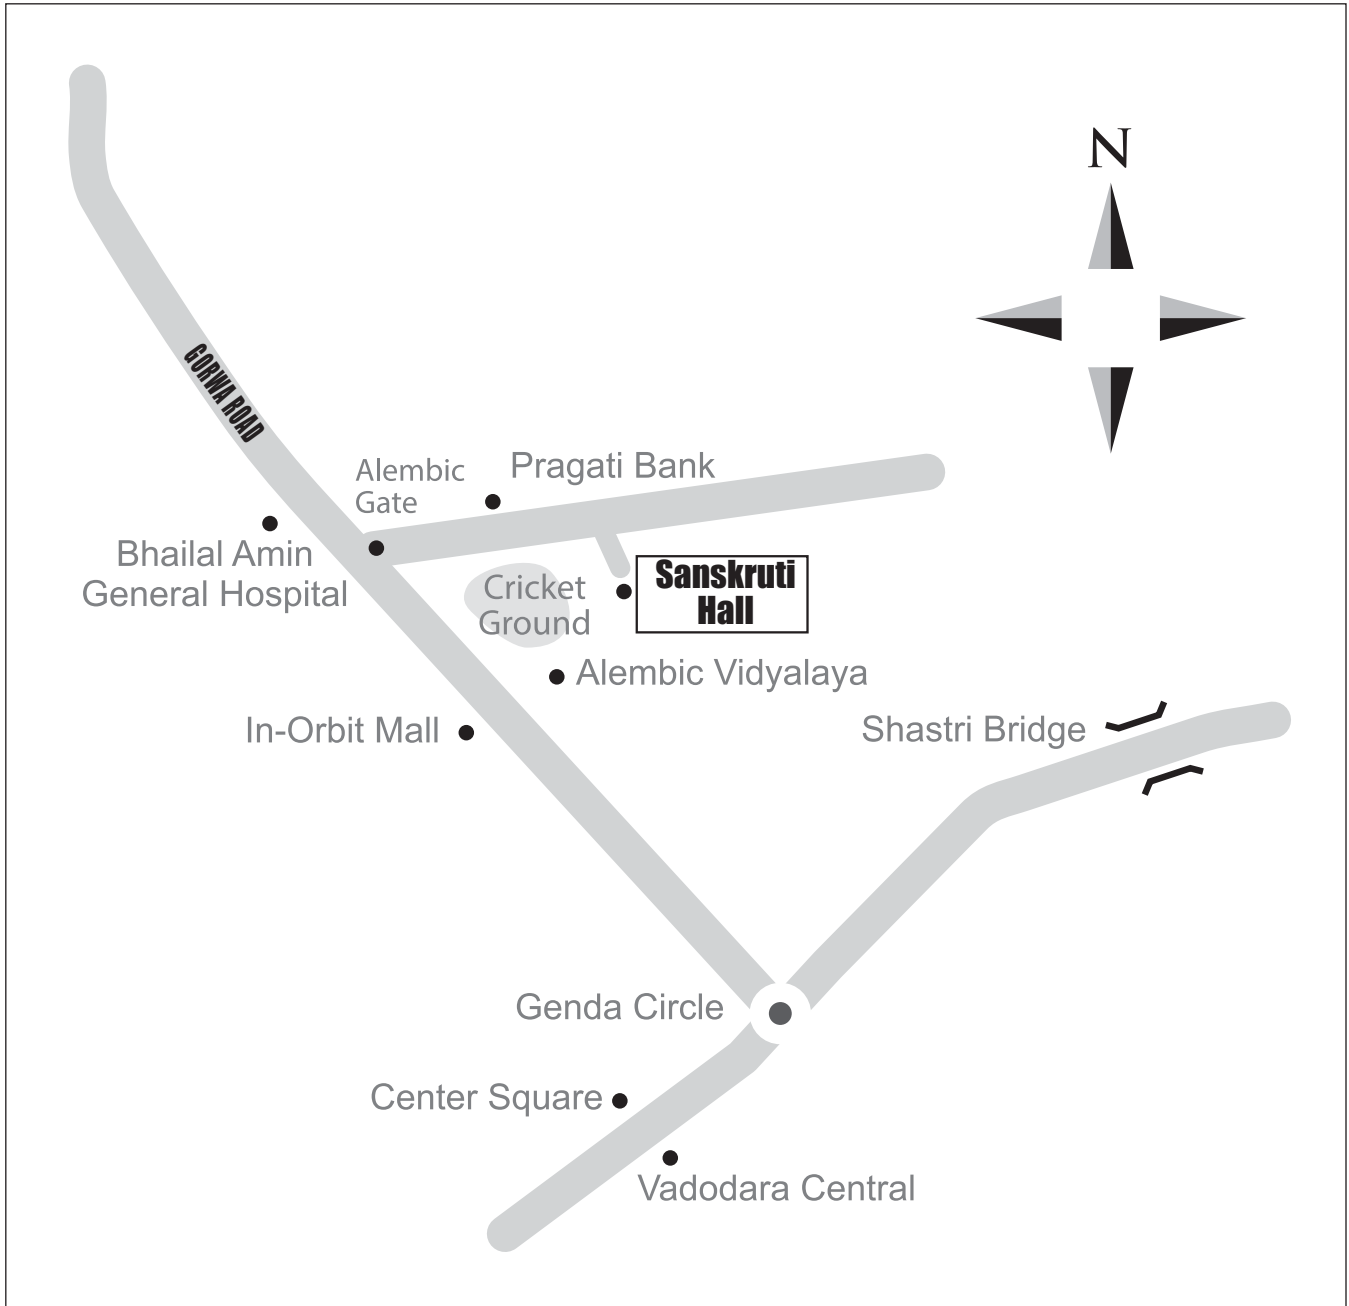 N
GORWA ROAD
Alembic
Gate
Pragati Bank
Bhailal Amin
General Hospital
Cricket
Ground
Sanskruti
Hall
Alembic Vidyalaya
In-Orbit Mall
Shastri Bridge
Genda Circle
Center Square
Vadodara Central